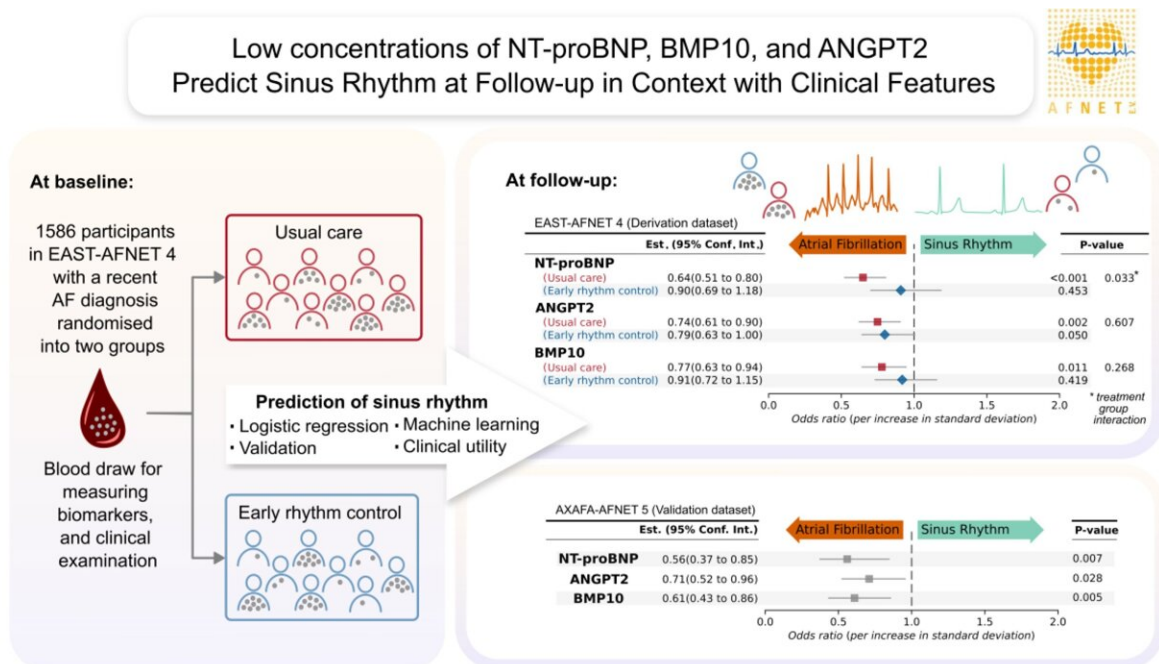 Low concentrations of NT-proBNP, BMP10, and ANGPT2
Predict Sinus Rhythm at Follow-up in Context with Clinical Features
AFNET
At baseline:
1586 participants
in EAST-AFNET 4
with a recent
AF diagnosis
randomised
into two groups
Blood draw for
measuring
biomarkers,
and clinical
examination
Usual care
Prediction of sinus rhythm
· Logistic regression · Machine learning
· Validation · Clinical utility
Early rhythm control
At follow-up:
EAST-AFNET 4 (Derivation dataset)
Est. (95% Conf. Int.) Atrial Fibrillation Sinus Rhythm P-value
NT-proBNP
(Usual care) 0.64(0.51 to 0.80) <0.001 0.033*
(Early rhythm control) 0.90(0.69 to 1.18) 0.453
ANGPT2
(Usual care) 0.74(0.61 to 0.90) 0.002 0.607
(Early rhythm control) 0.79(0.63 to 1.00) 0.050
BMP10
(Usual care) 0.77(0.63 to 0.94) 0.011 0.268
(Early rhythm control) 0.91(0.72 to 1.15) 0.419
0.0 0.5 1.0 1.5 2.0
Odds ratio (per increase in standard deviation)
* treatment
group
interaction
AXAFA-AFNET 5 (Validation dataset)
Est. (95% Conf. Int.) Atrial Fibrillation Sinus Rhythm P-value
NT-proBNP 0.56(0.37 to 0.85) 0.007
ANGPT2 0.71(0.52 to 0.96) 0.028
BMP10 0.61(0.43 to 0.86) 0.005
0.0 0.5 1.0 1.5 2.0
Odds ratio (per increase in standard deviation)